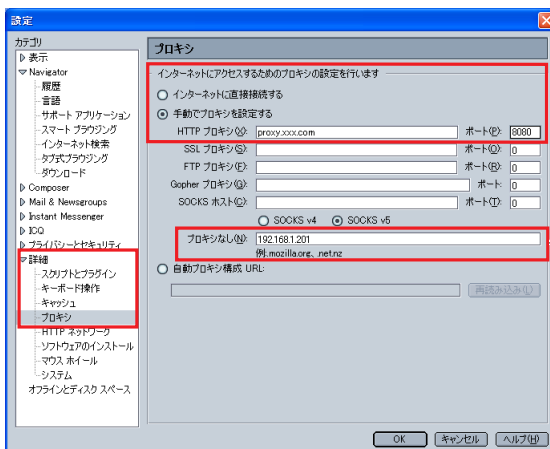 設定
カテゴリ
表示
Navigator
履歴
言語
サポート アプリケーション
スマート ブラウジング
インターネット検索
タブ式ブラウジング
ダウンロード
Composer
Mail & Newsgroups
Instant Messenger
ICQ
プライバシーとセキュリティ
詳細
スクリプトとプラグイン
キーボード操作
キャッシュ
プロキシ
HTTP ネットワーク
ソフトウェアのインストール
マウス ホイール
システム
オフラインとディスク スペース
プロキシ
インターネットにアクセスするためのプロキシの設定を行います
インターネットに直接接続する
手動でプロキシを設定する
HTTP プロキシ(X): proxy.xxx.com ポート(P): 8080
SSL プロキシ(S): ポート(O): 0
FTP プロキシ(F): ポート(R): 0
Gopher プロキシ(G): ポート: 0
SOCKS ホスト(C): ポート(T): 0
SOCKS v4 SOCKS v5
プロキシなし(N): 192.168.1.201
例.mozilla.org、.net.nz
自動プロキシ構成 URL:
再読み込み(L)
OK キャンセル ヘルプ(H)